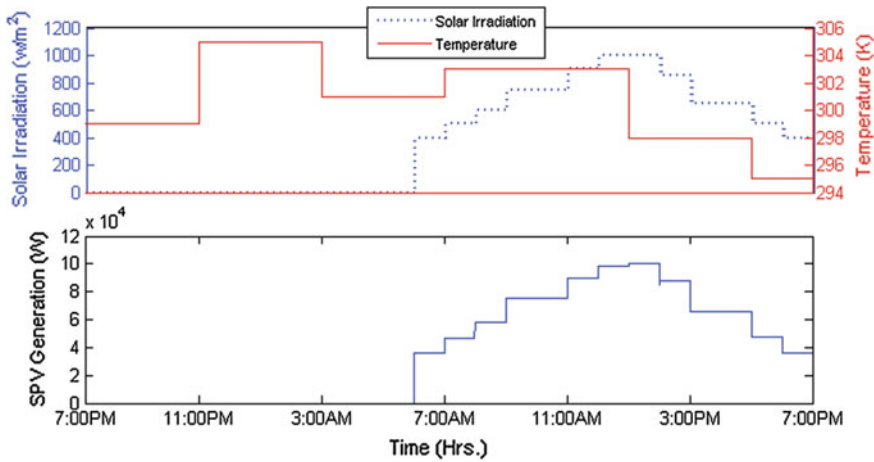 Solar Irradiation
Temperature
Solar Irradiation (w/m²)
1200
1000
800
600
400
200
0
306
304
302
300
298
296
294
Temperature (K)
x 10⁴
SPV Generation (W)
12
10
8
6
4
2
0
7:00PM 11:00PM 3:00AM 7:00AM 11:00AM 3:00PM 7:00PM
Time (Hrs.)